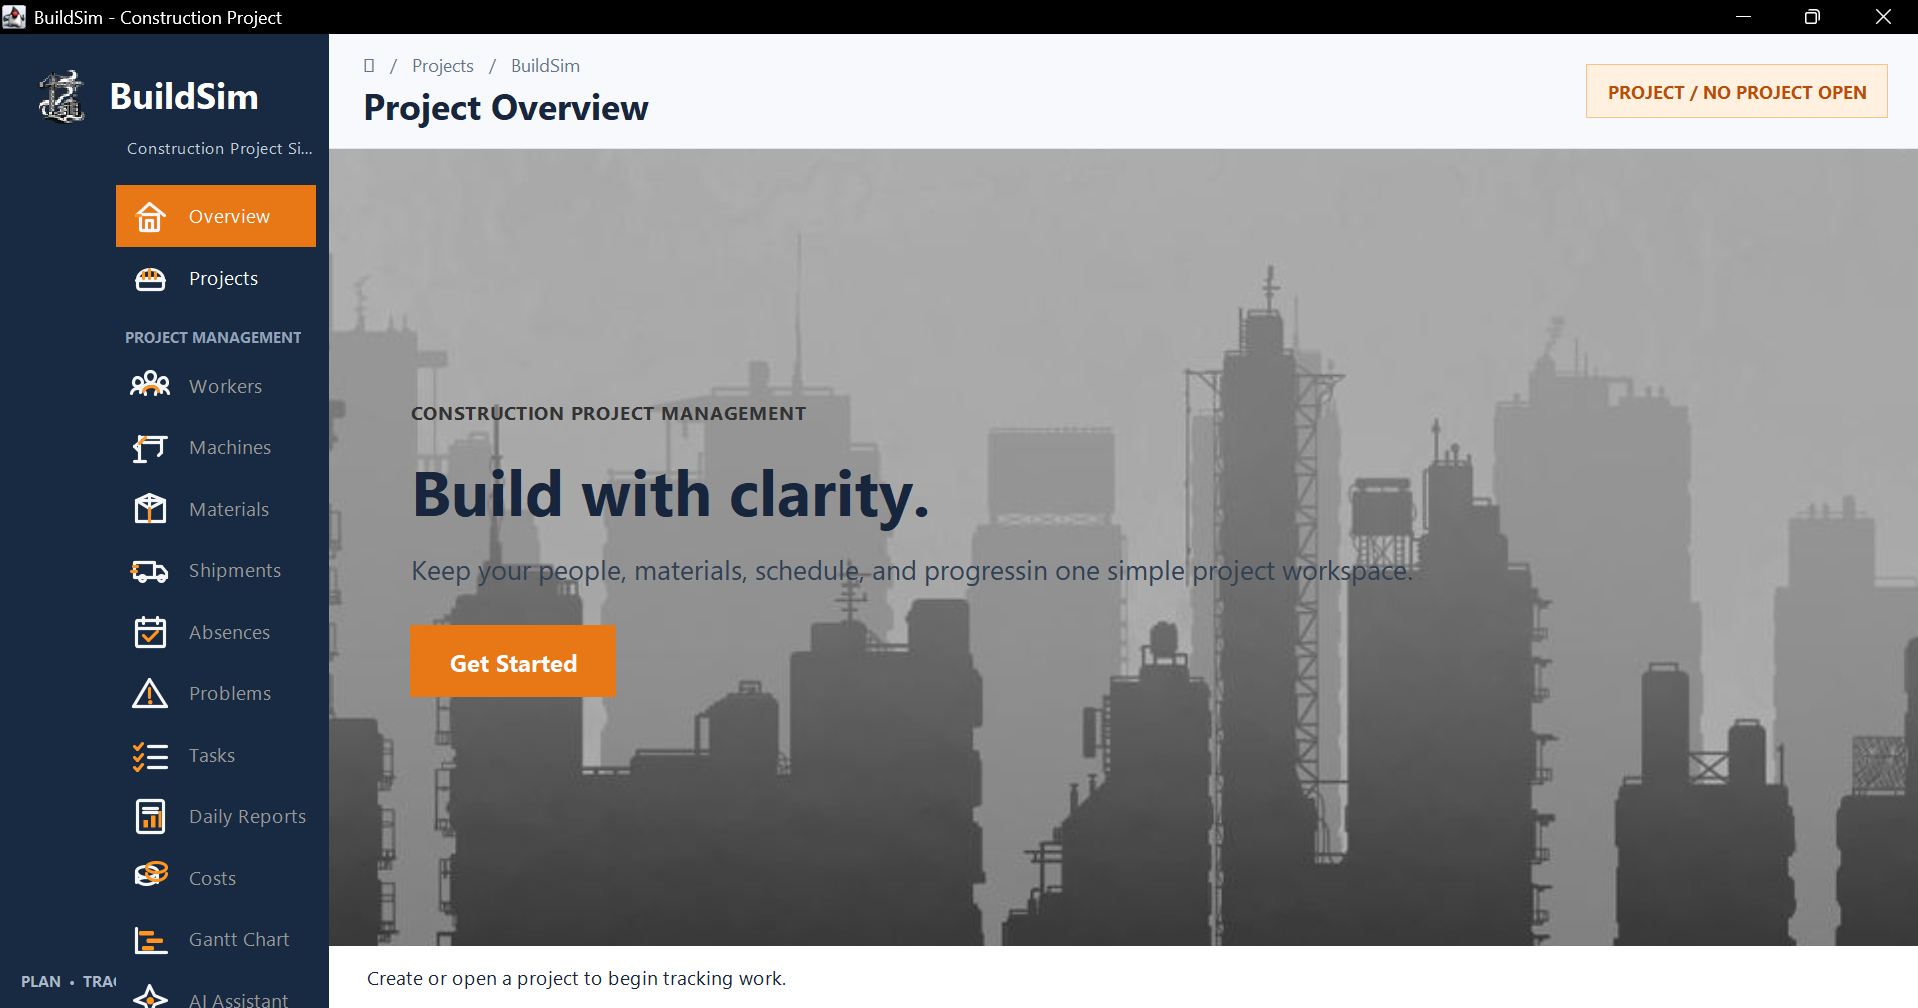 BuildSim - Construction Project
BuildSim
Construction Project Si...
Overview
Projects
PROJECT MANAGEMENT
Workers
Machines
Materials
Shipments
Absences
Problems
Tasks
Daily Reports
Costs
Gantt Chart
AI Assistant
PLAN • TRA
/ Projects / BuildSim
Project Overview
PROJECT / NO PROJECT OPEN
CONSTRUCTION PROJECT MANAGEMENT
Build with clarity.
Keep your people, materials, schedule, and progressin one simple project workspace.
Get Started
Create or open a project to begin tracking work.